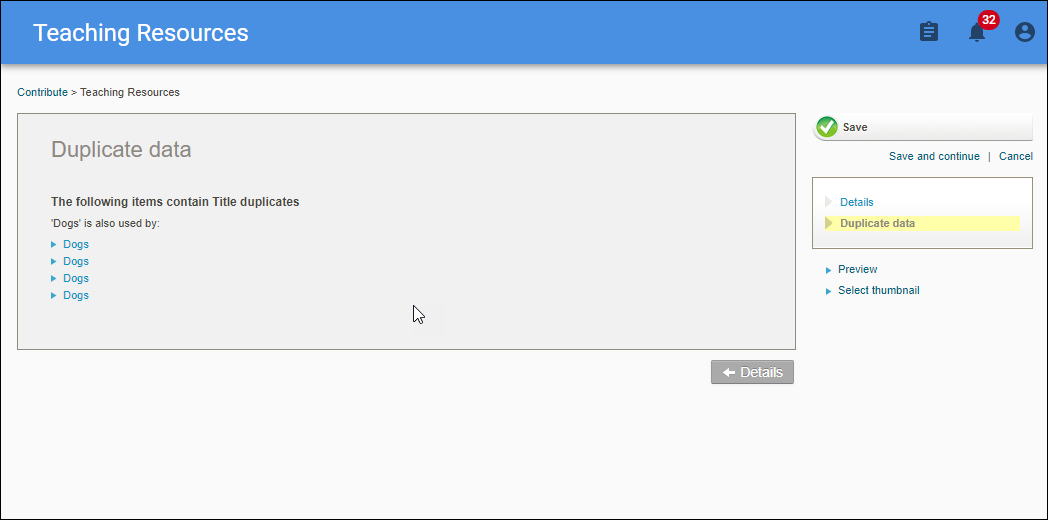 Teaching Resources
32
Contribute > Teaching Resources
Duplicate data
The following items contain Title duplicates
'Dogs' is also used by:
Dogs
Dogs
Dogs
Dogs
Details
Save
Save and continue | Cancel
Details
Duplicate data
Preview
Select thumbnail